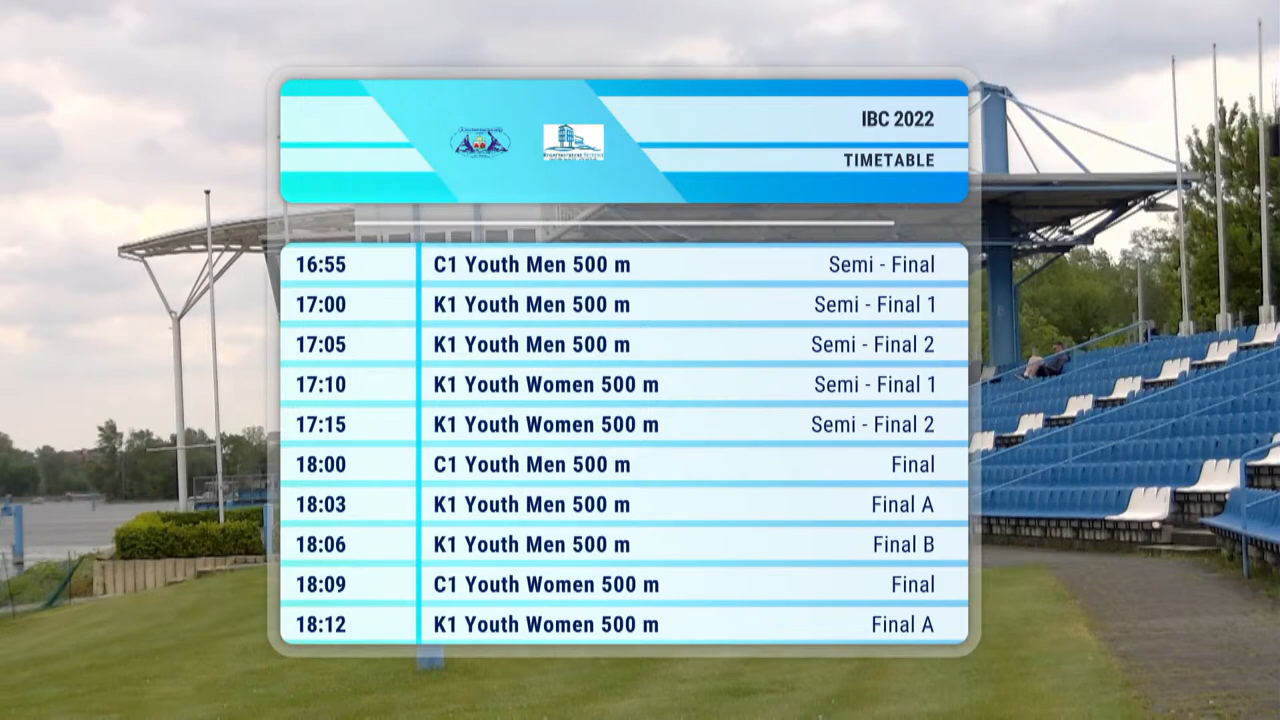 IBC 2022
TIMETABLE
16:55 C1 Youth Men 500 m Semi - Final
17:00 K1 Youth Men 500 m Semi - Final 1
17:05 K1 Youth Men 500 m Semi - Final 2
17:10 K1 Youth Women 500 m Semi - Final 1
17:15 K1 Youth Women 500 m Semi - Final 2
18:00 C1 Youth Men 500 m Final
18:03 K1 Youth Men 500 m Final A
18:06 K1 Youth Men 500 m Final B
18:09 C1 Youth Women 500 m Final
18:12 K1 Youth Women 500 m Final A